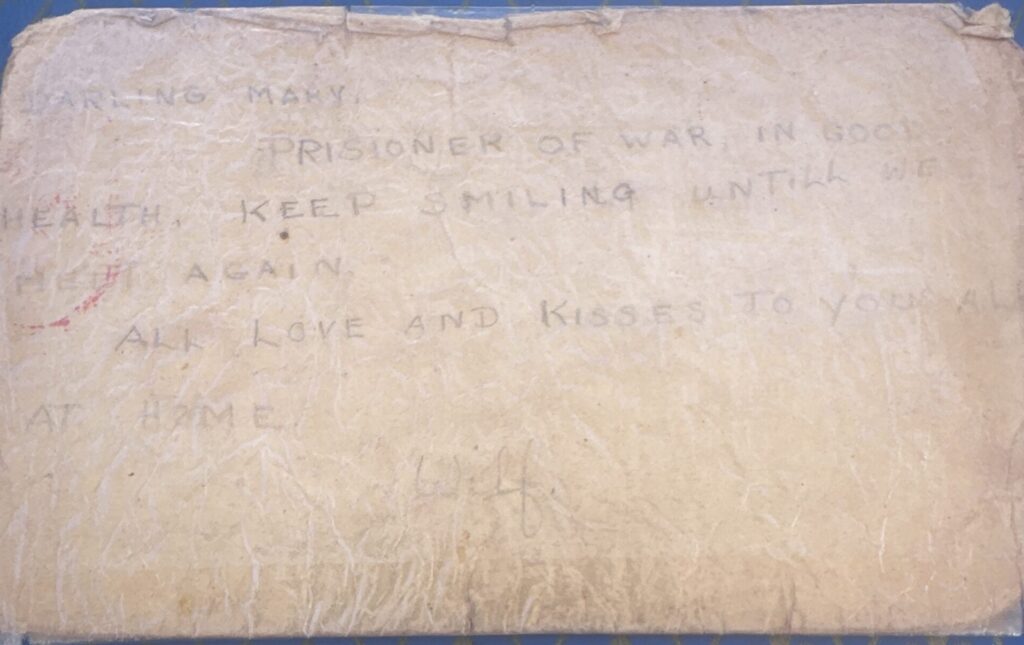 DARLING MARY,
PRISIONER OF WAR, IN GOOD
HEALTH. KEEP SMILING UNTILL WE
MEET AGAIN.
ALL LOVE AND KISSES TO YOU ALL
AT HOME.
Wilf.